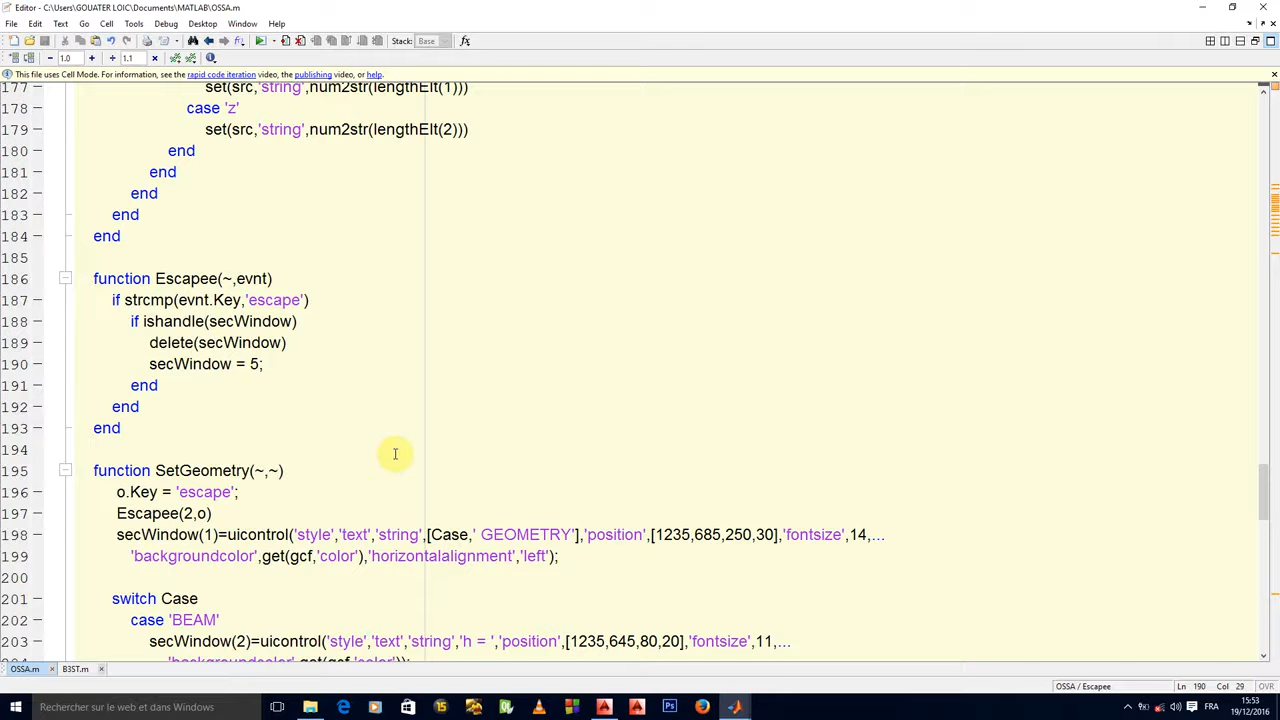 Editor - C:\Users\GOUATER LOIC\Documents\MATLAB\OSSA.m
File Edit Text Go Cell Tools Debug Desktop Window Help
Stack: Base fx
1.0 1.1
This file uses Cell Mode. For information, see the rapid code iteration video, the publishing video, or help.
177 set(src,'string',num2str(lengthElt(1)))
178 case 'z'
179 set(src,'string',num2str(lengthElt(2)))
180 end
181 end
182 end
183 end
184 end
185
186 function Escapee(~,evnt)
187 if strcmp(evnt.Key,'escape')
188 if ishandle(secWindow)
189 delete(secWindow)
190 secWindow = 5;
191 end
192 end
193 end
194
195 function SetGeometry(~,~)
196 o.Key = 'escape';
197 Escapee(2,o)
198 secWindow(1)=uicontrol('style','text','string',[Case,' GEOMETRY'],'position',[1235,685,250,30],'fontsize',14,...
199 'backgroundcolor',get(gcf,'color'),'horizontalalignment','left');
200
201 switch Case
202 case 'BEAM'
203 secWindow(2)=uicontrol('style','text','string','h = ','position',[1235,645,80,20],'fontsize',11,...
204 'backgroundcolor',get(gcf,'color'));
OSSA.m B3ST.m
OSSA / Escapee Ln 190 Col 29 OVR
Rechercher sur le web et dans Windows
FRA
15:53
19/12/2016